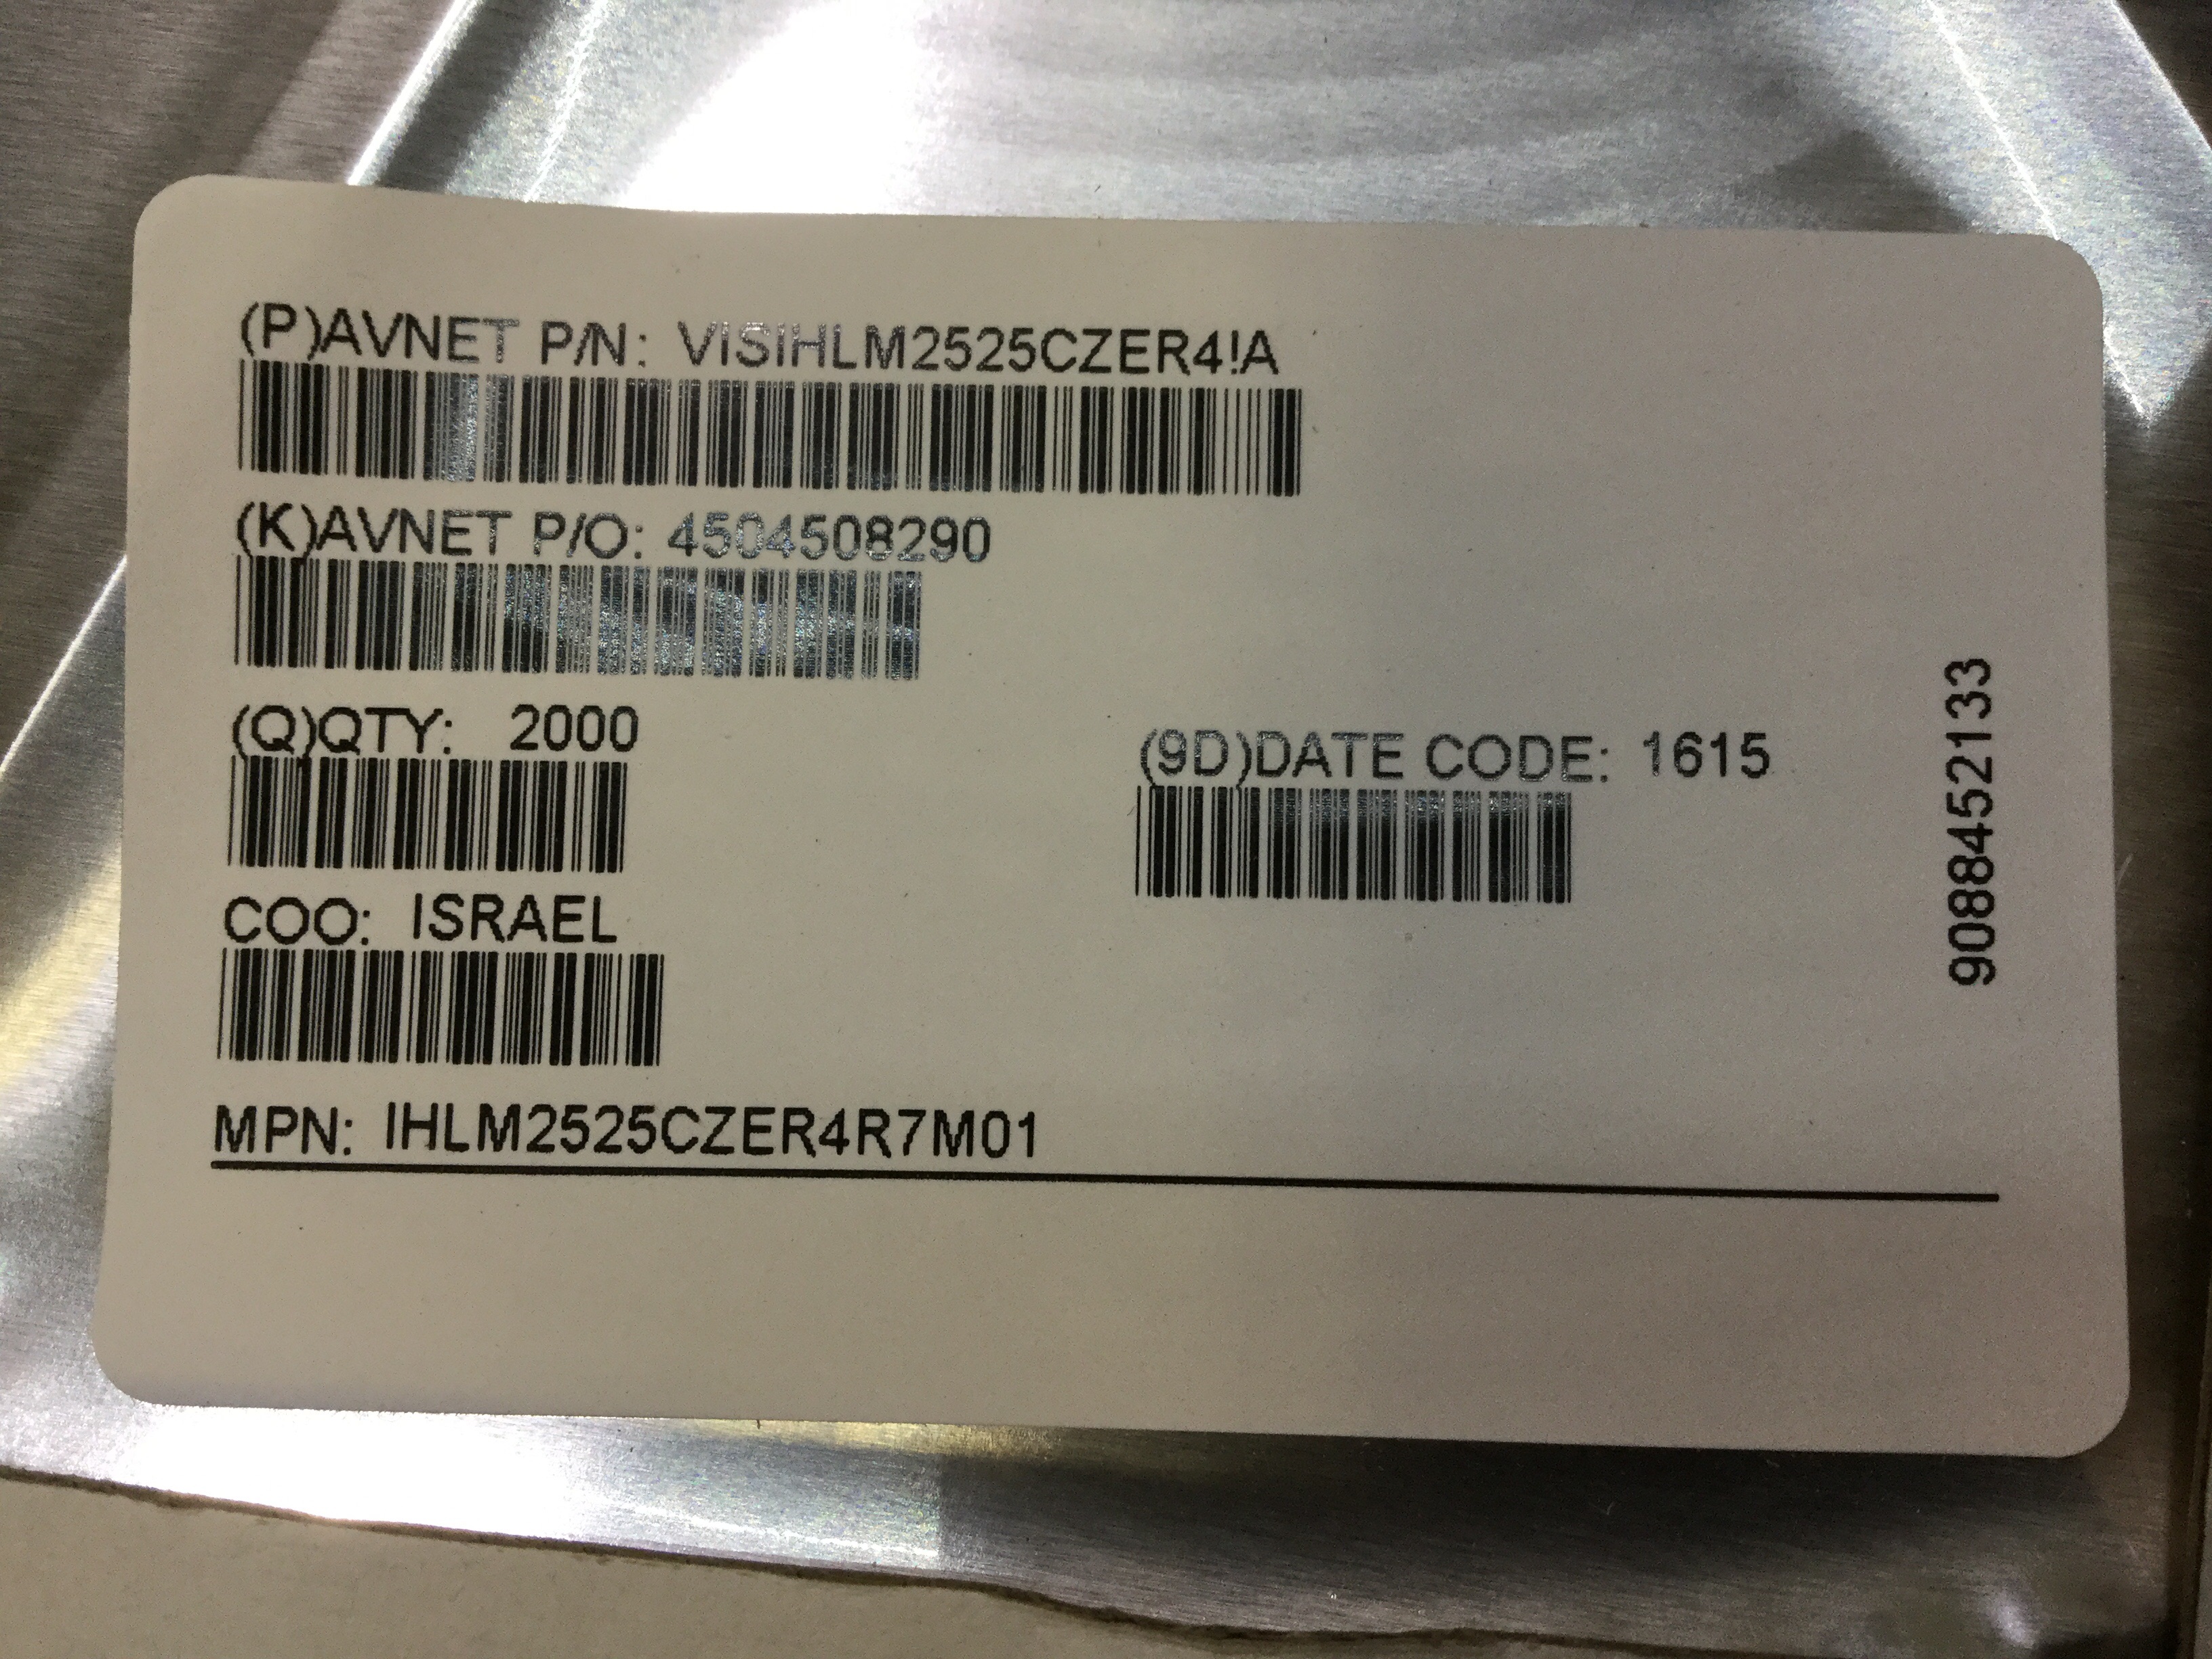 (P)AVNET P/N: VISIHLM2525CZER4!A
(K)AVNET P/O: 4504508290
(Q)QTY: 2000
(9D)DATE CODE: 1615
9088452133
COO: ISRAEL
MPN: IHLM2525CZER4R7M01